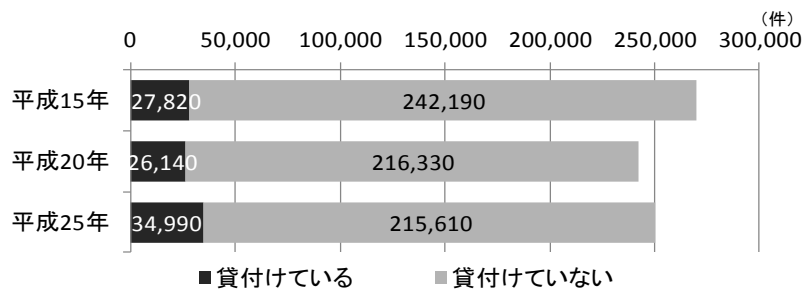 （件）
0 50,000 100,000 150,000 200,000 250,000 300,000
平成15年 27,820 242,190
平成20年 26,140 216,330
平成25年 34,990 215,610
■貸付けている ■貸付けていない